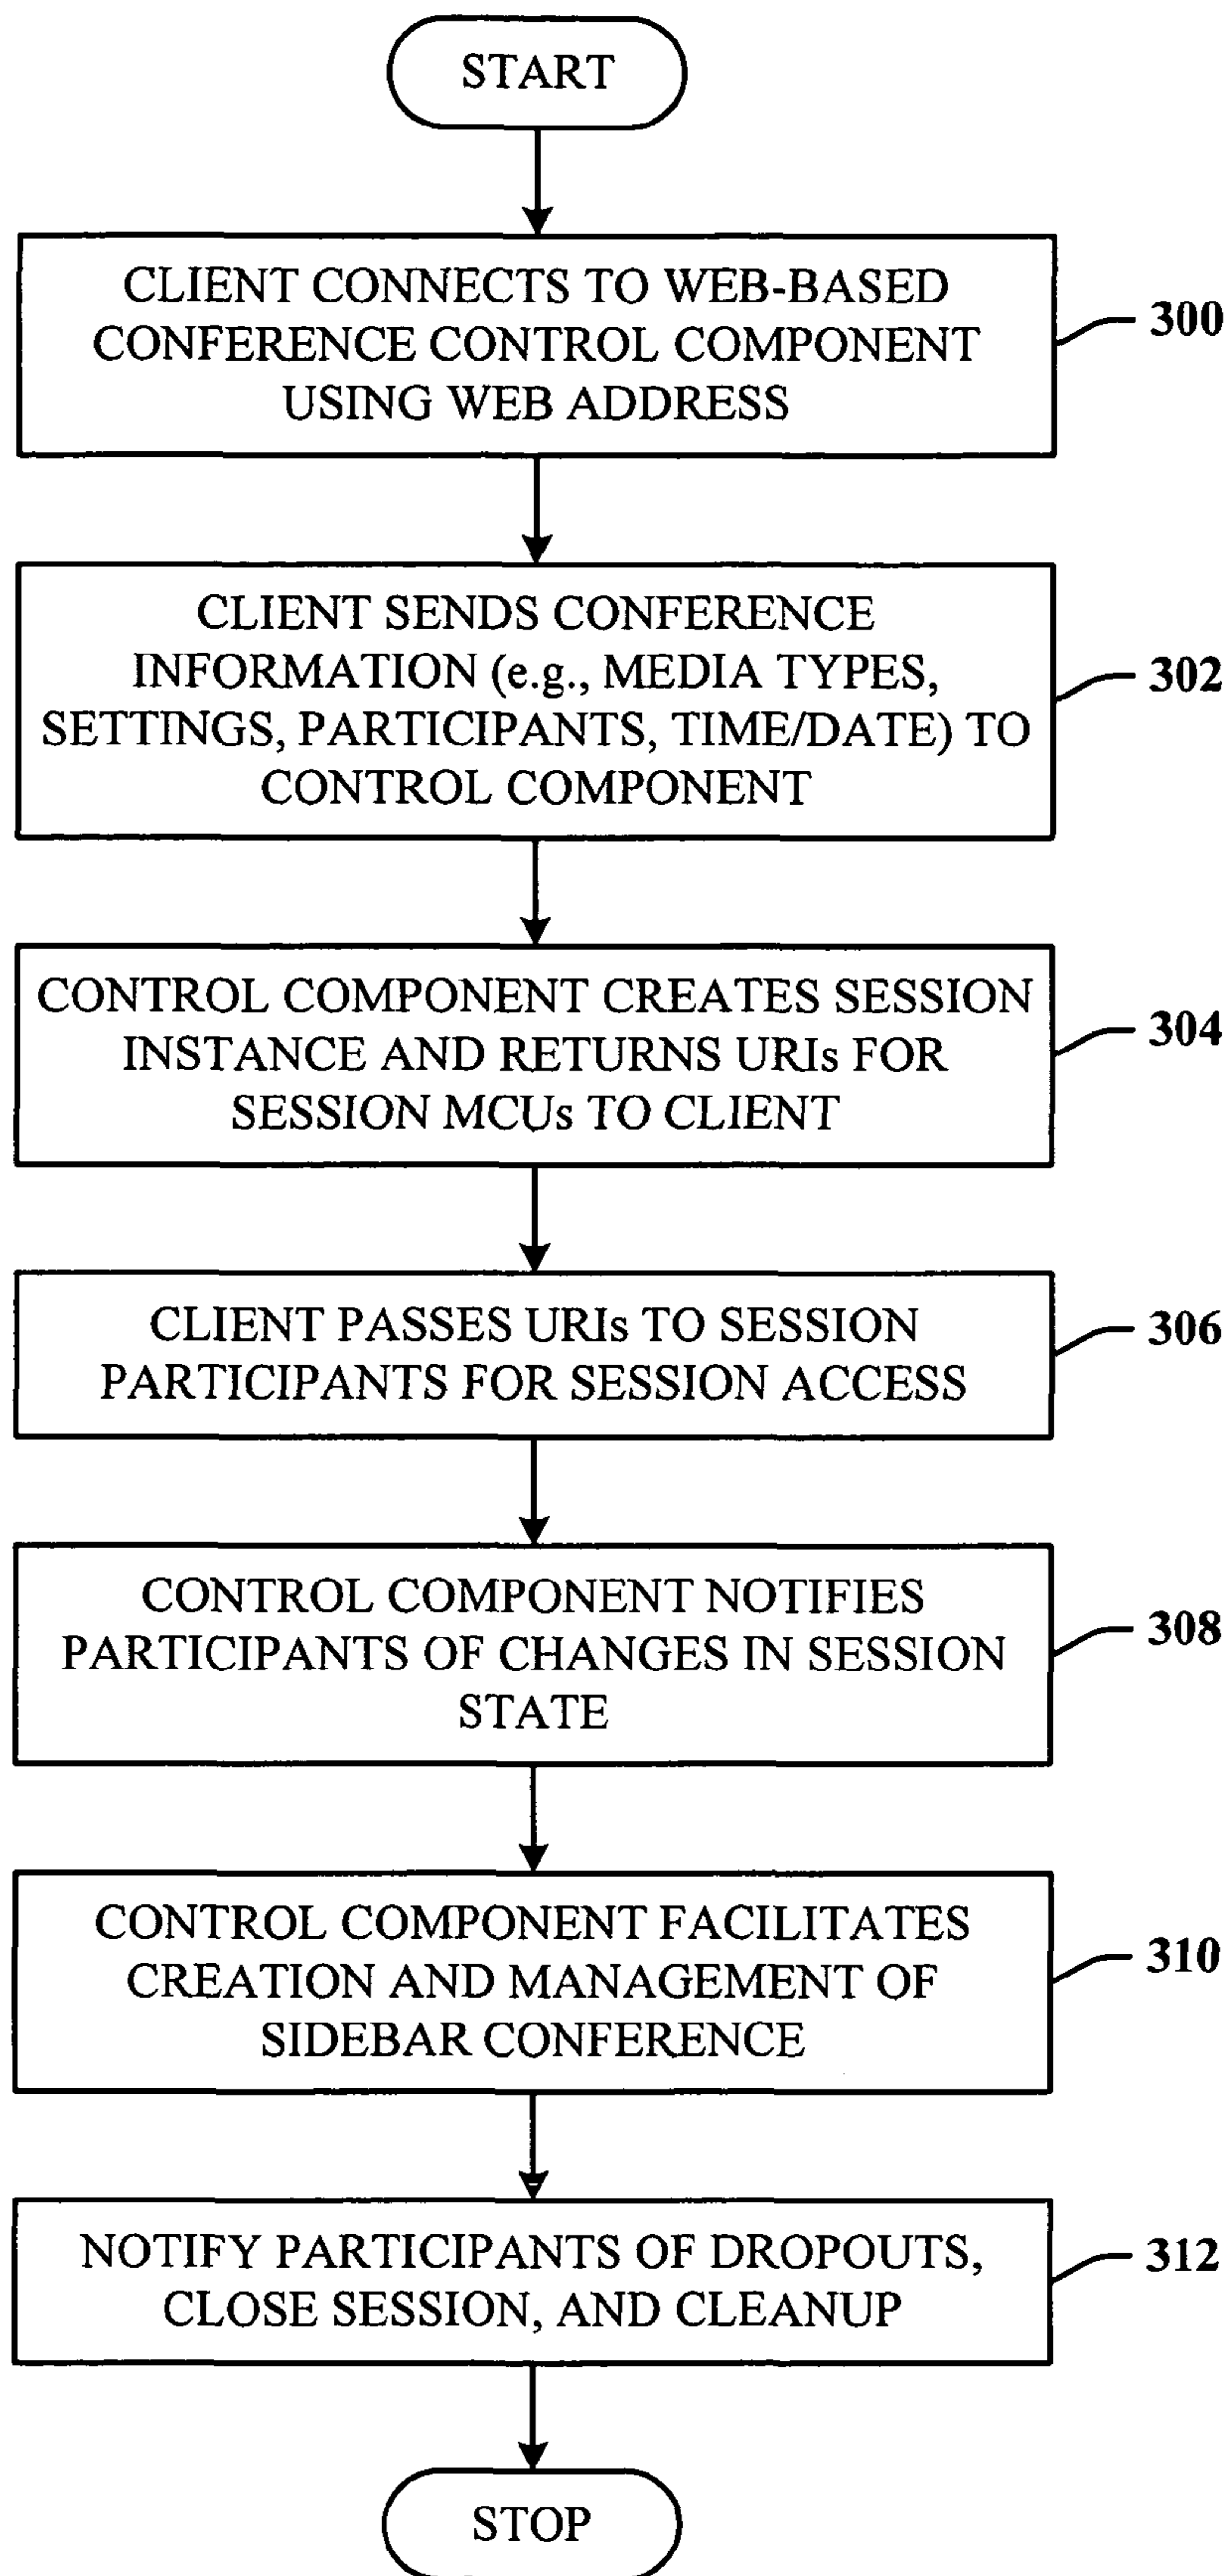 START
CLIENT CONNECTS TO WEB-BASED
CONFERENCE CONTROL COMPONENT
USING WEB ADDRESS
300
CLIENT SENDS CONFERENCE
INFORMATION (e.g., MEDIA TYPES,
SETTINGS, PARTICIPANTS, TIME/DATE) TO
CONTROL COMPONENT
302
CONTROL COMPONENT CREATES SESSION
INSTANCE AND RETURNS URIs FOR
SESSION MCUs TO CLIENT
304
CLIENT PASSES URIs TO SESSION
PARTICIPANTS FOR SESSION ACCESS
306
CONTROL COMPONENT NOTIFIES
PARTICIPANTS OF CHANGES IN SESSION
STATE
308
CONTROL COMPONENT FACILITATES
CREATION AND MANAGEMENT OF
SIDEBAR CONFERENCE
310
NOTIFY PARTICIPANTS OF DROPOUTS,
CLOSE SESSION, AND CLEANUP
312
STOP